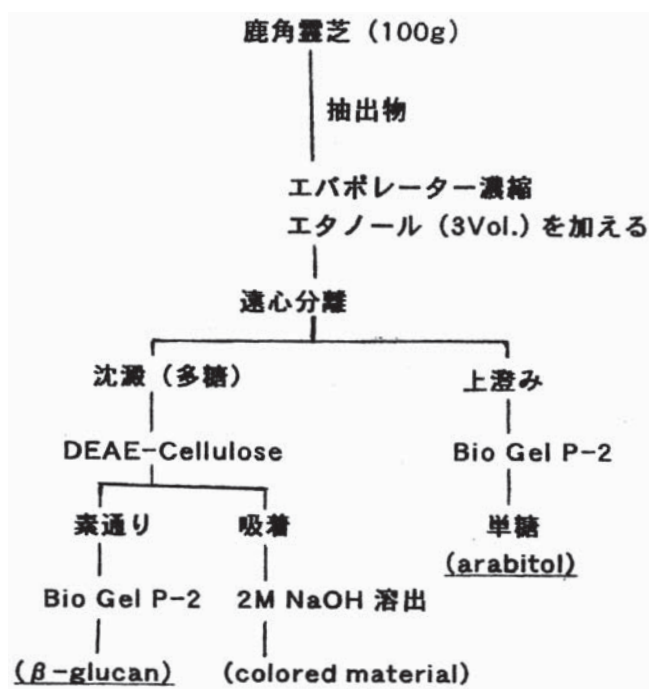 鹿角霊芝 (100g)
抽出物
エバポレーター濃縮
エタノール (3Vol.) を加える
遠心分離
沈澱 (多糖)
上澄み
DEAE-Cellulose
Bio Gel P-2
素通り
吸着
単糖
(arabitol)
Bio Gel P-2
2M NaOH 溶出
(β-glucan)
(colored material)